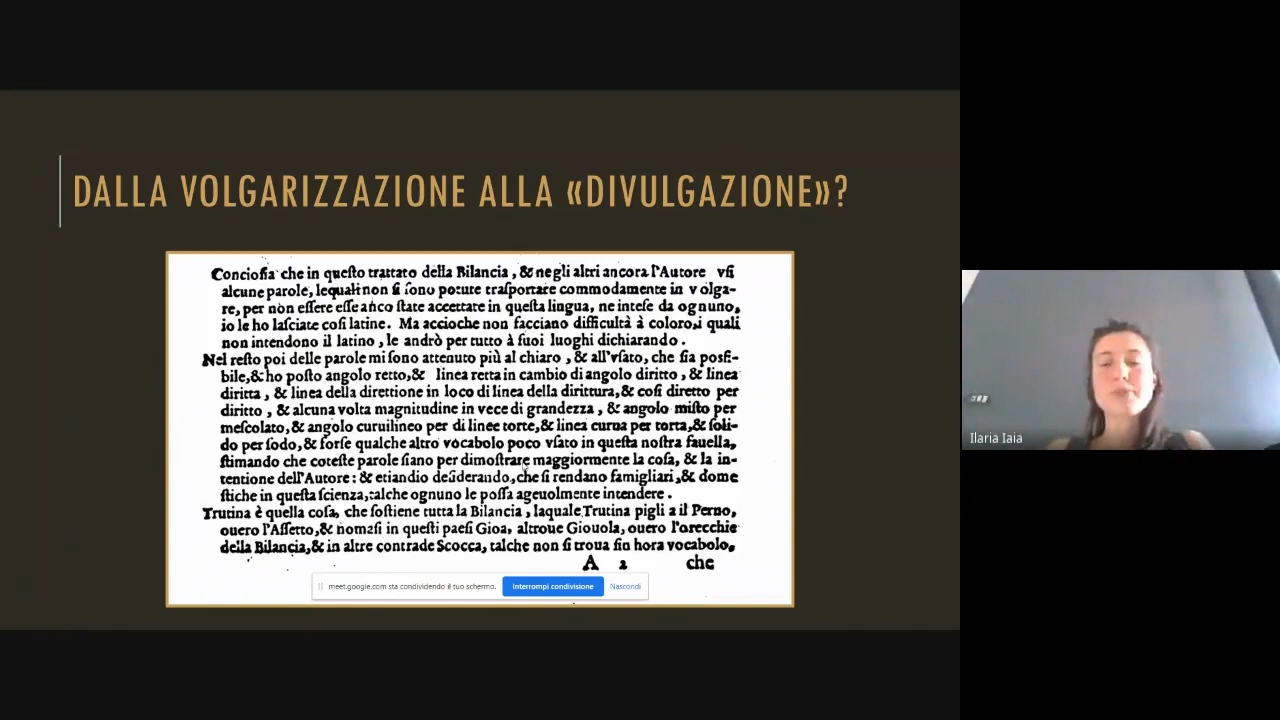 DALLA VOLGARIZZAZIONE ALLA «DIVULGAZIONE»?
Conciosia che in questo trattato della Bilancia, & negli altri ancora l'Autore vsi
alcune parole, lequali non si sono potute trasportare commodamente in volga-
re, per non essere esse anco state accettate in questa lingua, ne intese da ognuno,
io le ho lasciate cosi latine. Ma accioche non facciano difficultà à coloro, i quali
non intendono il latino, le andrò per tutto à suoi luoghi dichiarando.
Nel resto poi delle parole mi sono attenuto più al chiaro, & all'vsato, che sia possi-
bile, & ho posto angolo retto, & linea retta in cambio di angolo diritto, & linea
diritta, & linea della direttione in loco di linea della dirittura, & cosi diretto per
diritto, & alcuna volta magnitudine in vece di grandezza, & angolo misto per
mescolato, & angolo curuilineo per di linee torte, & linea curua per torta, & soli-
do per sodo, & forse qualche altro vocabolo poco vsato in questa nostra fauella,
stimando che coteste parole siano per dimostrare maggiormente la cosa, & la in-
tentione dell'Autore: & etiandio desiderando, che si rendano famigliari, & dome
stiche in questa scienza, talche ognuno le possa ageuolmente intendere.
Trutina è quella cosa, che sostiene tutta la Bilancia, laquale Trutina piglia il Perno,
ouero l'Assetto, & nomasi in questi paesi Gioa, altroue Giouola, ouero l'orecchie
della Bilancia, & in altre contrade Scocca, talche non si troua sin hora vocabolo,
A 2 che
meet.google.com sta condividendo il tuo schermo. Interrompi condivisione Nascondi
Ilaria Iaia